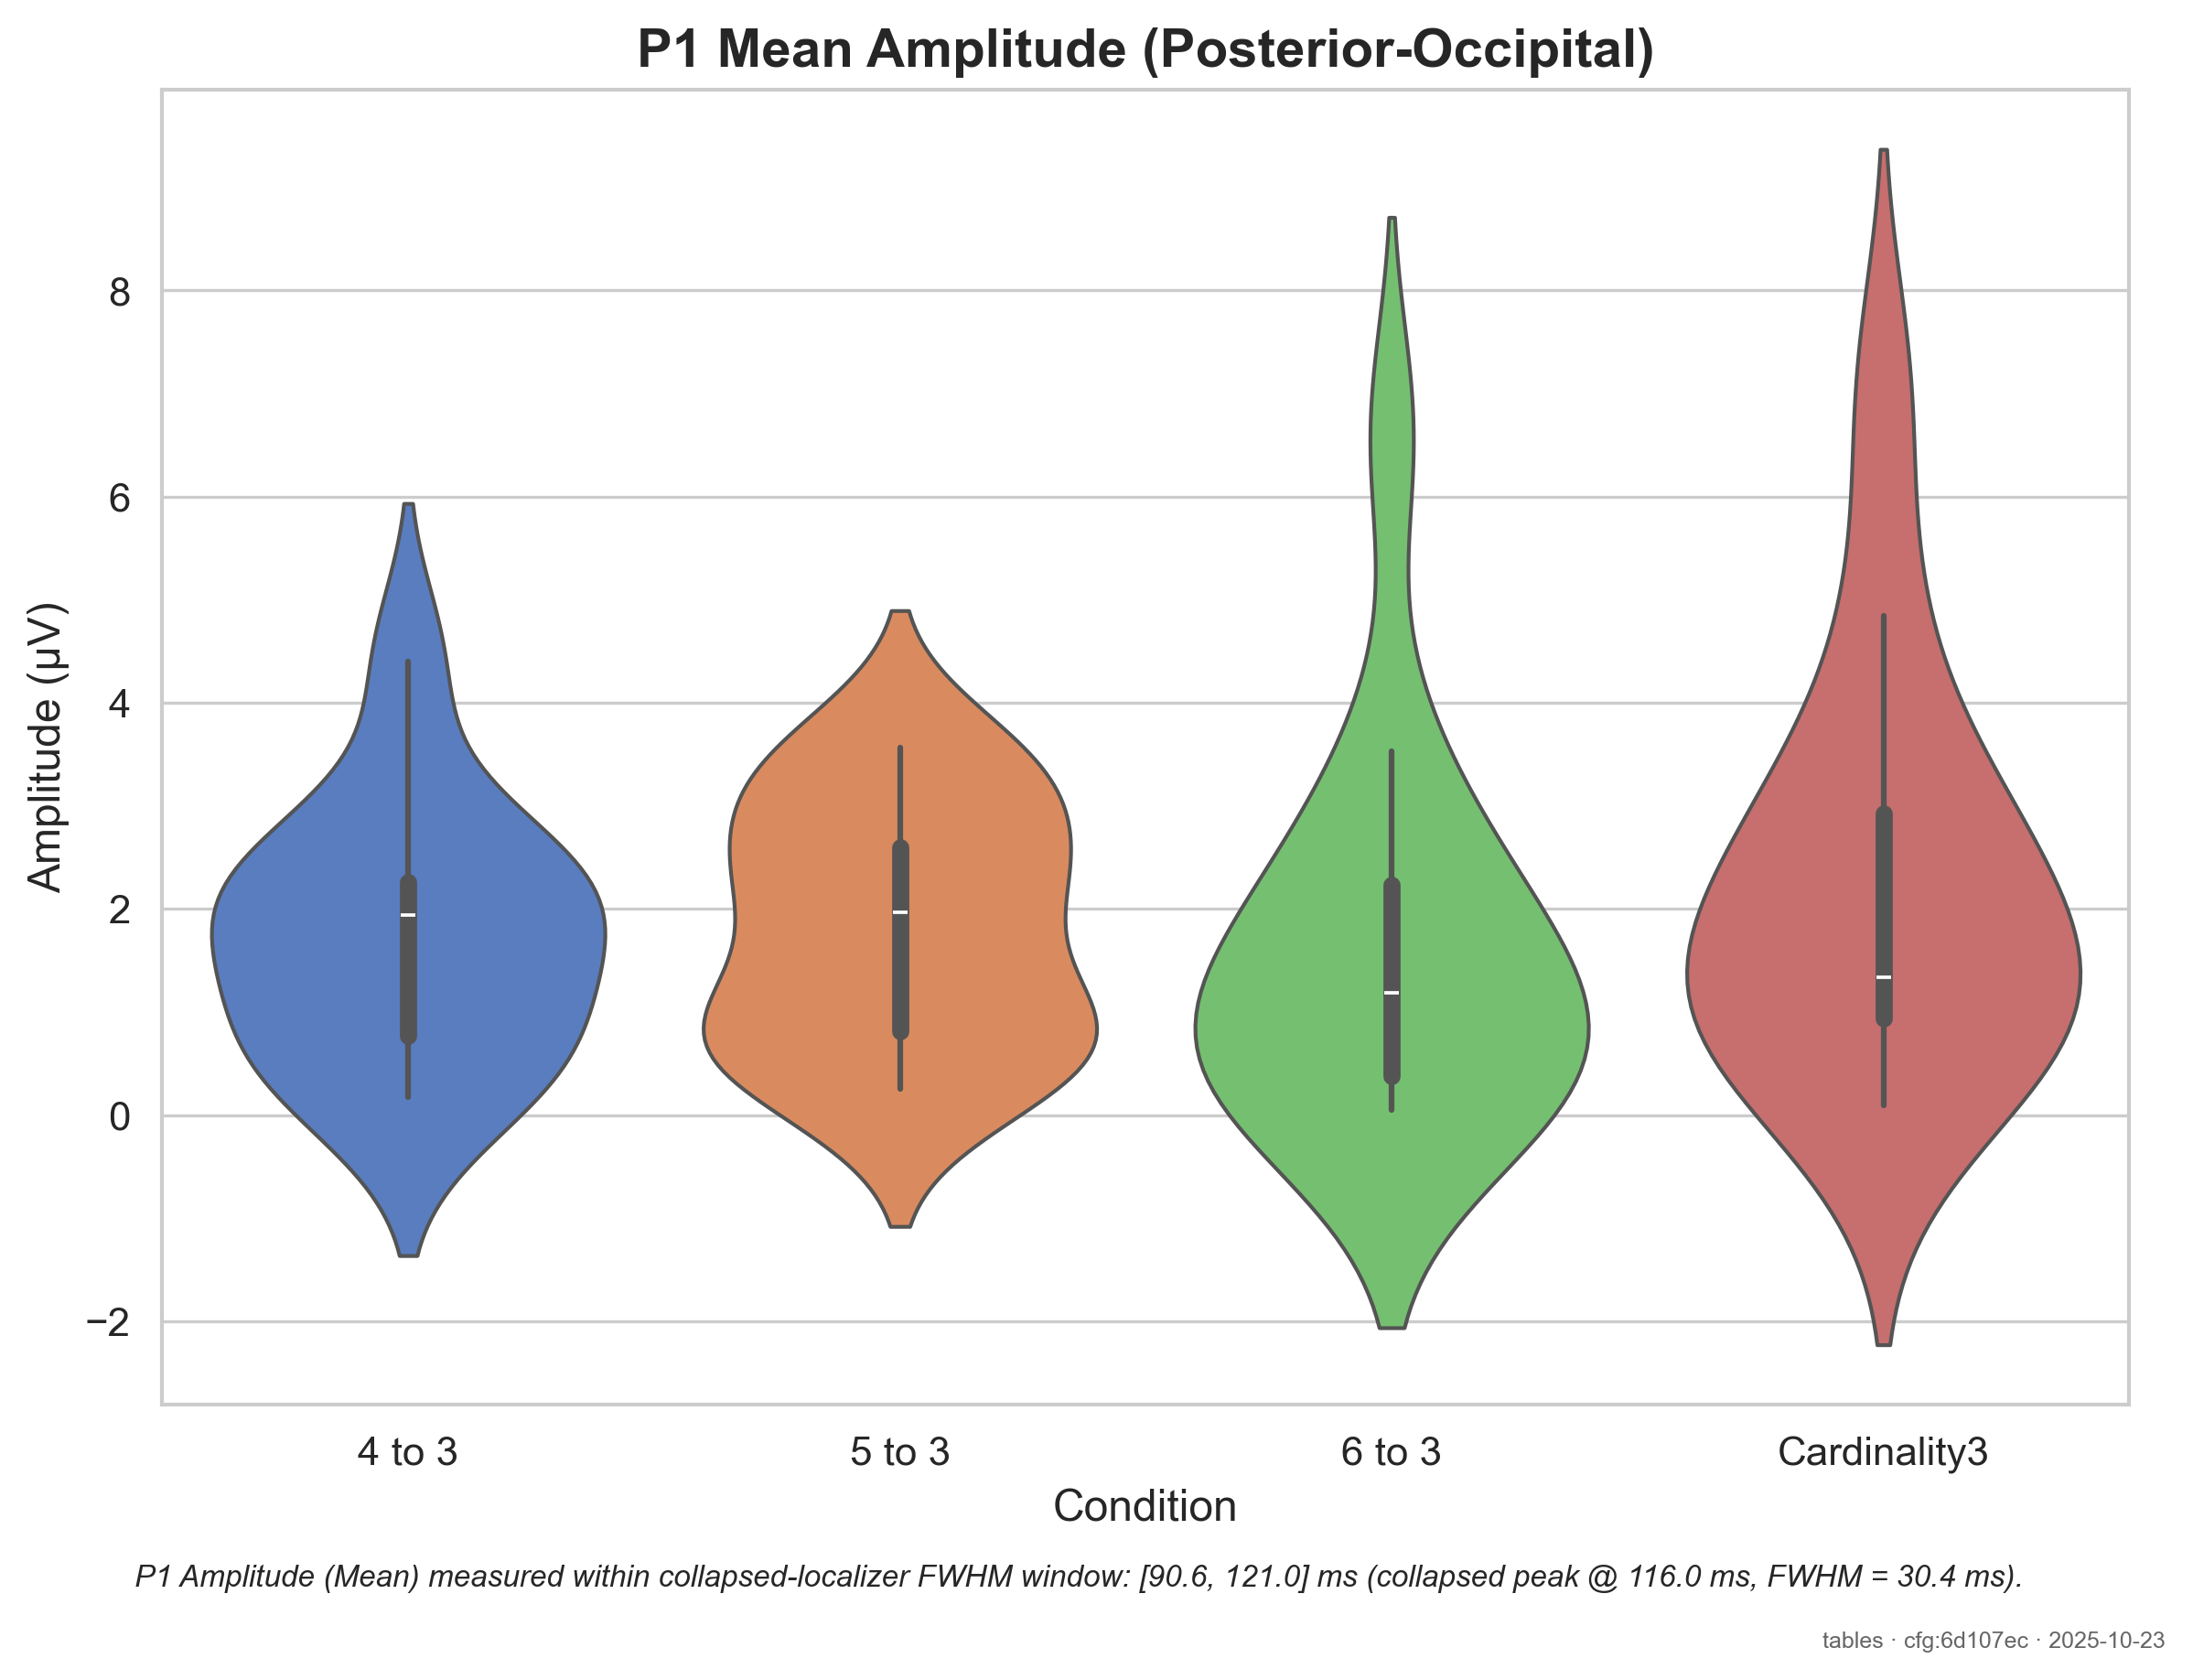 P1 Mean Amplitude (Posterior-Occipital)
Amplitude (µV)
8
6
4
2
0
−2
4 to 3
5 to 3
6 to 3
Cardinality3
Condition
P1 Amplitude (Mean) measured within collapsed-localizer FWHM window: [90.6, 121.0] ms (collapsed peak @ 116.0 ms, FWHM = 30.4 ms).
tables · cfg:6d107ec · 2025-10-23